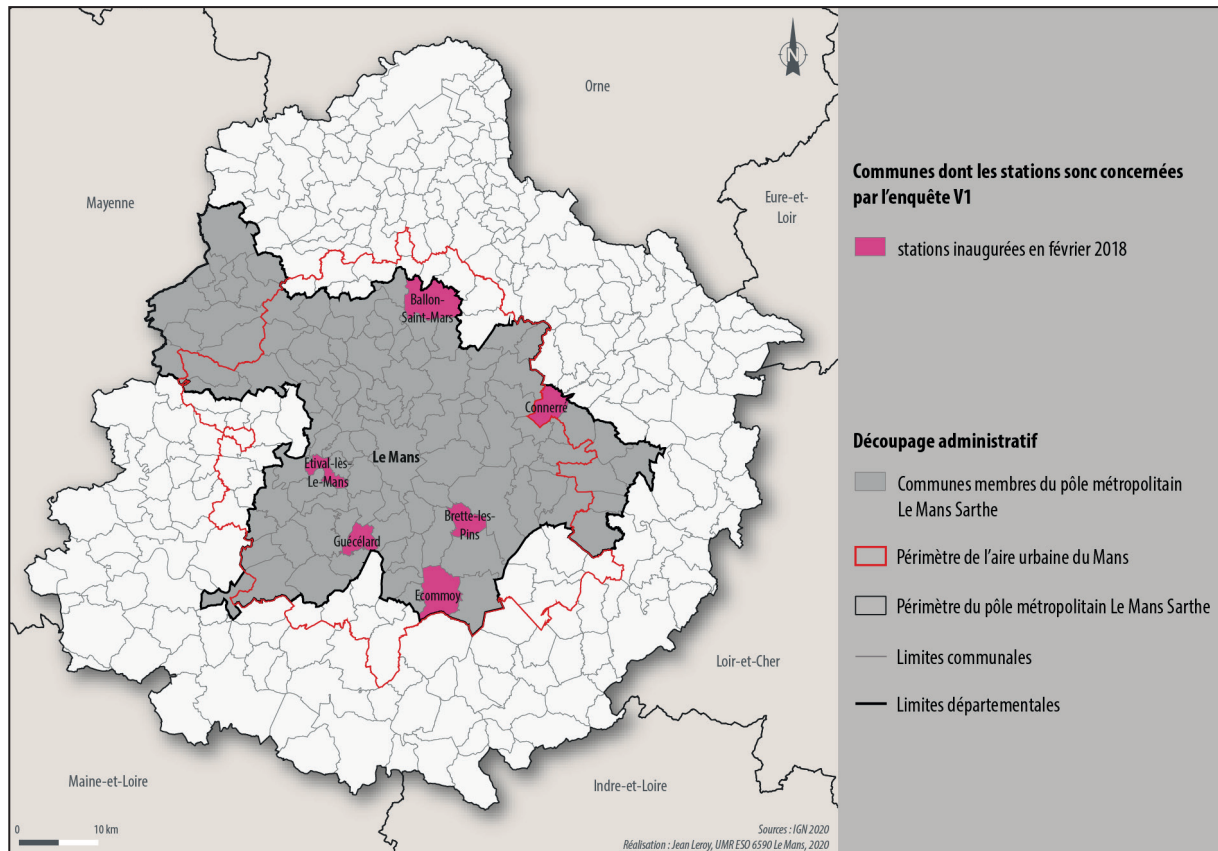 Orne
Mayenne
Eure-et-
Loir
Ballon-
Saint-Mars
Connerre
Le Mans
Etival-lès-
Le-Mans
Brette-les-
Pins
Guécélard
Ecommoy
Loir-et-Cher
Maine-et-Loire
Indre-et-Loire
N
0 10 km
Sources : IGN 2020
Réalisation : Jean Leroy, UMR ESO 6590 Le Mans, 2020
Communes dont les stations sonc concernées
par l'enquête V1
stations inaugurées en février 2018
Découpage administratif
Communes membres du pôle métropolitain
Le Mans Sarthe
Périmètre de l'aire urbaine du Mans
Périmètre du pôle métropolitain Le Mans Sarthe
Limites communales
Limites départementales